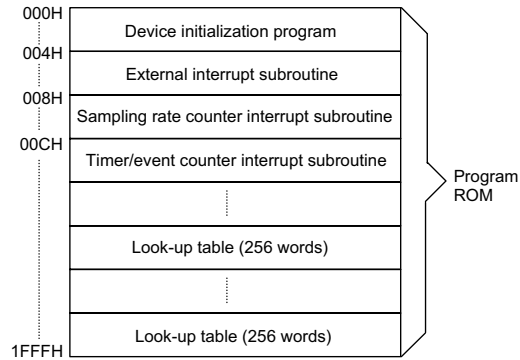 000H
Device initialization program
004H
External interrupt subroutine
008H
Sampling rate counter interrupt subroutine
00CH
Timer/event counter interrupt subroutine
Program
ROM
Look-up table (256 words)
Look-up table (256 words)
1FFFH